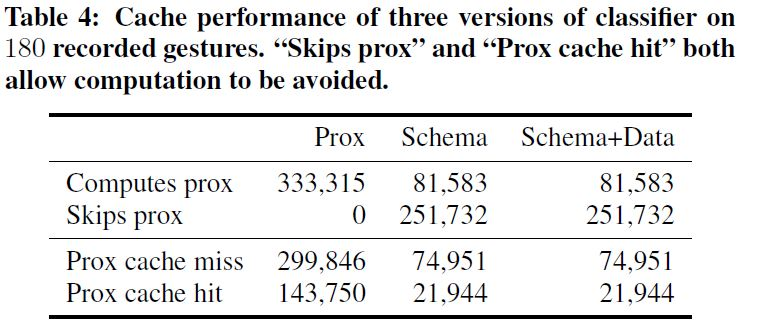 Table 4: Cache performance of three versions of classifier on
180 recorded gestures. “Skips prox” and “Prox cache hit” both
allow computation to be avoided.
Prox Schema Schema+Data
Computes prox 333,315 81,583 81,583
Skips prox 0 251,732 251,732
Prox cache miss 299,846 74,951 74,951
Prox cache hit 143,750 21,944 21,944